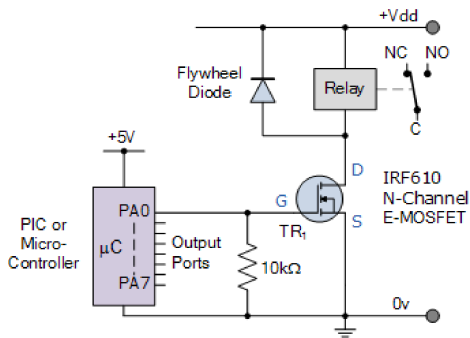 +Vdd
NC NO
Flywheel
Diode
Relay
C
+5V
D
IRF610
N-Channel
E-MOSFET
G
S
TR₁
PA0
PIC or
Micro-
Controller
µC
Output
Ports
10kΩ
PA7
0v